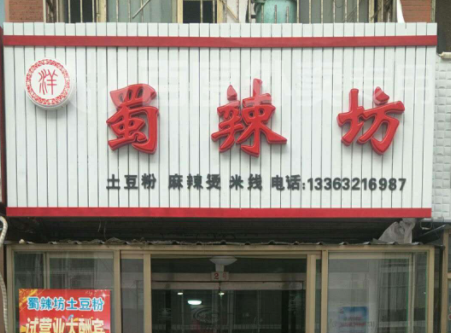 洋
蜀辣坊
土豆粉 麻辣烫 米线 电话:13363216987
蜀辣坊土豆粉
试营业大酬宾